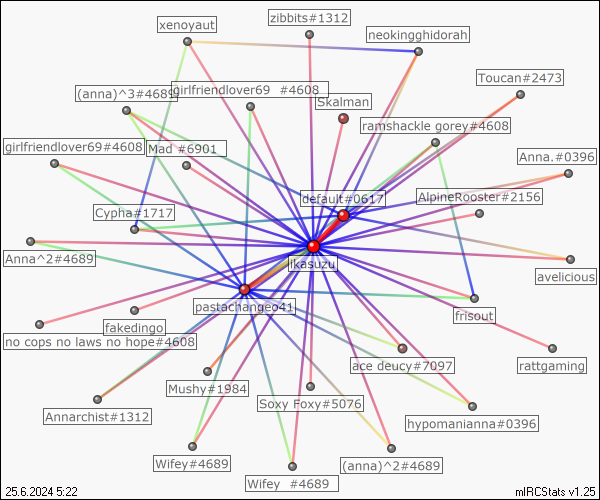 zibbits#1312
xenoyaut
neokingghidorah
Toucan#2473
(anna)^3#4689
girlfriendlover69 #4608
Skalman
ramshackle gorey#4608
girlfriendlover69#4608
Mad #6901
Anna.#0396
default#0617
AlpineRooster#2156
Cypha#1717
Anna^2#4689
likasuzu
avelicious
pastachangeo41
frisout
fakedingo
no cops no laws no hope#4608
ace deucy#7097
rattgaming
Mushy#1984
Soxy Foxy#5076
Annarchist#1312
hypomanianna#0396
Wifey#4689
(anna)^2#4689
Wifey #4689
25.6.2024 5:22
mIRCStats v1.25